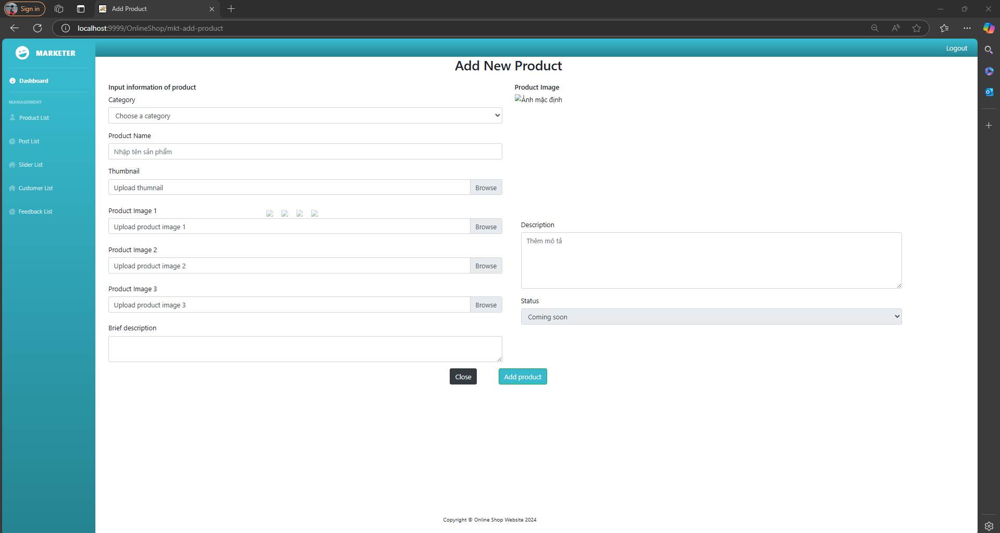 Sign in
Add Product
localhost:9999/OnlineShop/mkt-add-product
MARKETER
Logout
Dashboard
MANAGEMENT
Product List
Post List
Slider List
Customer List
Feedback List
Add New Product
Input information of product
Category
Choose a category
Product Name
Nhập tên sản phẩm
Thumbnail
Upload thumnail
Browse
Product Image 1
Upload product image 1
Browse
Product Image 2
Upload product image 2
Browse
Product Image 3
Upload product image 3
Browse
Brief description
Product Image
Ảnh mặc định
Description
Thêm mô tả
Status
Coming soon
Close
Add product
Copyright © Online Shop Website 2024